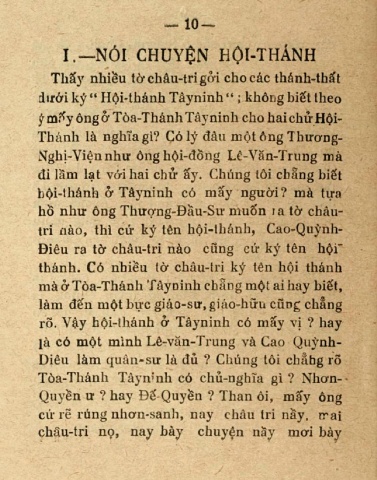 — 10 —
I.—NÓI CHUYỆN HỘI-THÁNH
Thấy nhiều tờ châu-tri gởi cho các thánh-thất
dưới ký “ Hội-thánh Tâyninh ” ; không biết theo
ý mấy ông ở Tòa-Thánh Tâyninh cho hai chử Hội-
Thánh là nghĩa gì? Có lý đâu một ông Thương-
Nghị-Viện như ông hội-đồng Lê-Văn-Trung mà
đi lầm lạt với hai chử ấy. Chúng tôi chẳng biết
hội-thánh ở Tâyninh có mấy người? mà tựa
hồ như ông Thượng-Đầu-Sư muốn ra tờ châu-
tri nào, thì cứ ký tên hội-thánh, Cao-Quỳnh-
Diêu ra tờ châu-tri nào cũng cứ ký tên hội-
thánh. Có nhiều tờ châu-tri ký tên hội thánh
mà ở Tòa-Thánh Tâyninh chẳng một ai hay biết,
làm đến một bực giáo-sư, giáo-hữu cũng chẳng
rõ. Vậy hội-thánh ở Tâyninh có mấy vị ? hay
là có một mình Lê-văn-Trung và Cao Quỳnh-
Diêu làm quân-sư là đủ ? Chúng tôi chẳng rõ
Tòa-Thánh Tâyninh có chủ-nghĩa gì ? Nhơn-
Quyền ư ? hay Đế-Quyền ? Than ôi, mấy ông
cứ rẽ rúng nhơn-sanh, nay châu tri nầy, mai
châu-tri nọ, nay bày chuyện nầy mơi bày